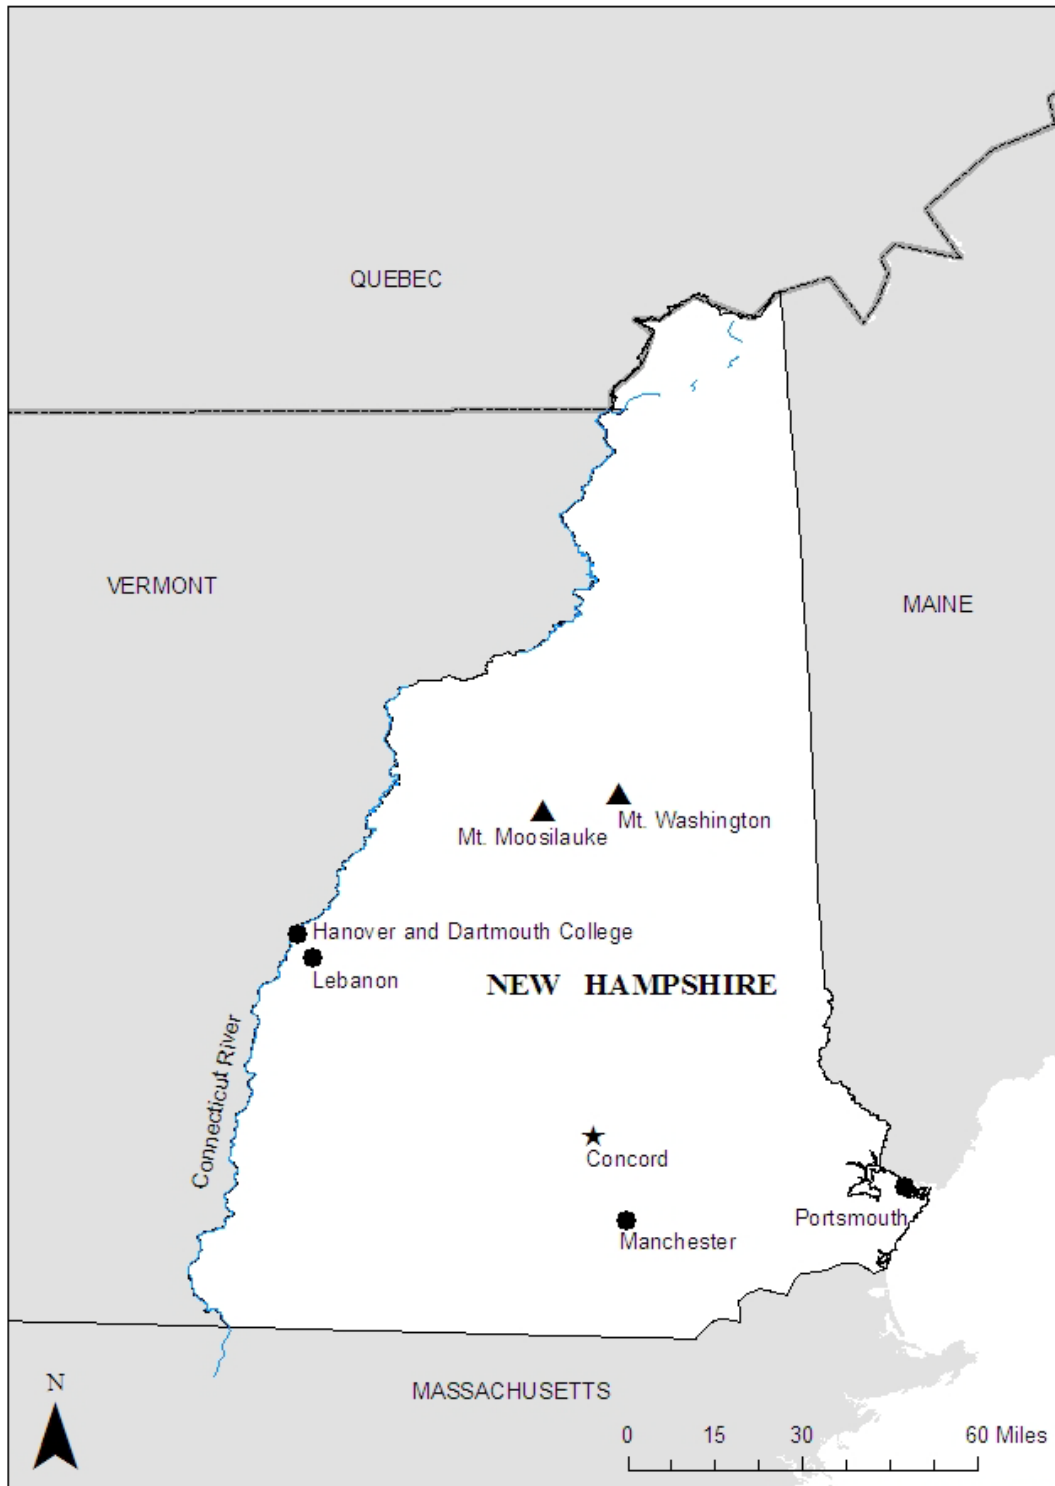 QUEBEC
VERMONT
MAINE
Mt. Washington
Mt. Moosilauke
Hanover and Dartmouth College
Lebanon
NEW HAMPSHIRE
Connecticut River
Concord
Portsmouth
Manchester
N
MASSACHUSETTS
0 15 30 60 Miles